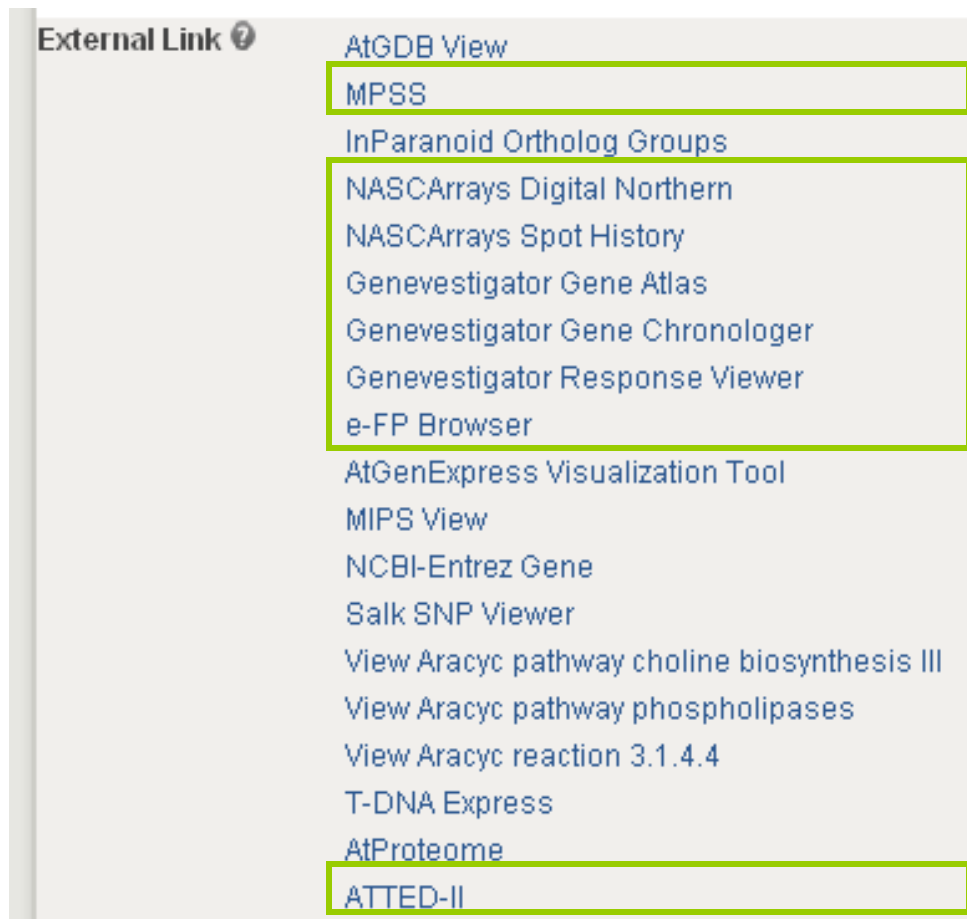 External Link ?
AtGDB View
MPSS
InParanoid Ortholog Groups
NASCArrays Digital Northern
NASCArrays Spot History
Genevestigator Gene Atlas
Genevestigator Gene Chronologer
Genevestigator Response Viewer
e-FP Browser
AtGenExpress Visualization Tool
MIPS View
NCBI-Entrez Gene
Salk SNP Viewer
View Aracyc pathway choline biosynthesis III
View Aracyc pathway phospholipases
View Aracyc reaction 3.1.4.4
T-DNA Express
AtProteome
ATTED-II